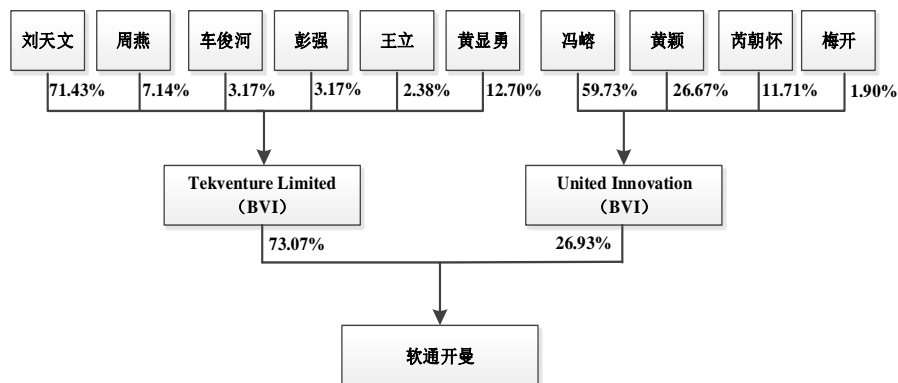 刘天文 周燕 车俊河 彭强 王立 黄显勇 冯嵱 黄颖 芮朝怀 梅开
71.43% 7.14% 3.17% 3.17% 2.38% 12.70% 59.73% 26.67% 11.71% 1.90%
Tekventure Limited
（BVI）
United Innovation
（BVI）
73.07% 26.93%
软通开曼